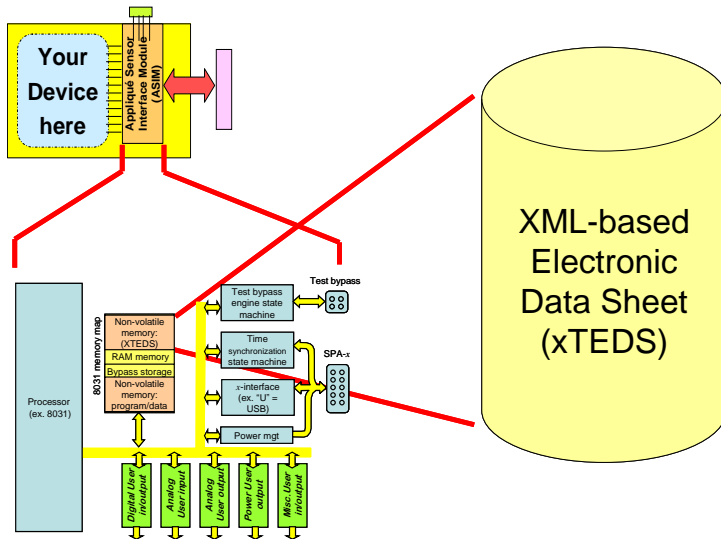 Your
Device
here
Appliqué Sensor
Interface Module
(ASIM)
XML-based
Electronic
Data Sheet
(xTEDS)
Processor
(ex. 8031)
8031 memory map
Non-volatile
memory:
(XTEDS)
RAM memory
Bypass storage
Non-volatile
memory:
program/data
Test bypass
engine state
machine
Test bypass
Time
synchronization
state machine
SPA-x
x-interface
(ex. “U” =
USB)
Power mgt
Digital User
in/output
Analog
User input
Analog
User output
Power User
output
Misc.User
in/output